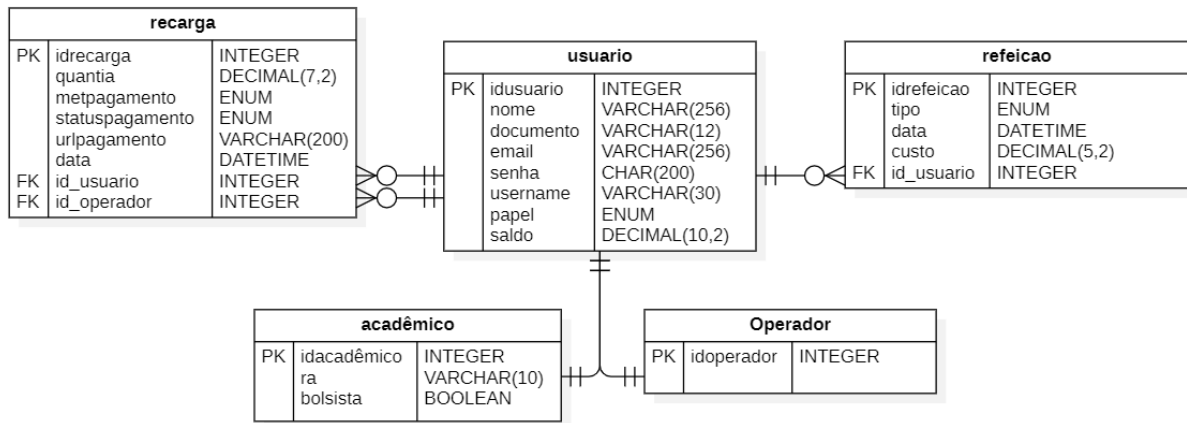 recarga
PK idrecarga INTEGER
quantia DECIMAL(7,2)
metpagamento ENUM
statuspagamento ENUM
urlpagamento VARCHAR(200)
data DATETIME
FK id_usuario INTEGER
FK id_operador INTEGER
usuario
PK idusuario INTEGER
nome VARCHAR(256)
documento VARCHAR(12)
email VARCHAR(256)
senha CHAR(200)
username VARCHAR(30)
papel ENUM
saldo DECIMAL(10,2)
refeicao
PK idrefeicao INTEGER
tipo ENUM
data DATETIME
custo DECIMAL(5,2)
FK id_usuario INTEGER
acadêmico
PK idacadêmico INTEGER
ra VARCHAR(10)
bolsista BOOLEAN
Operador
PK idoperador INTEGER